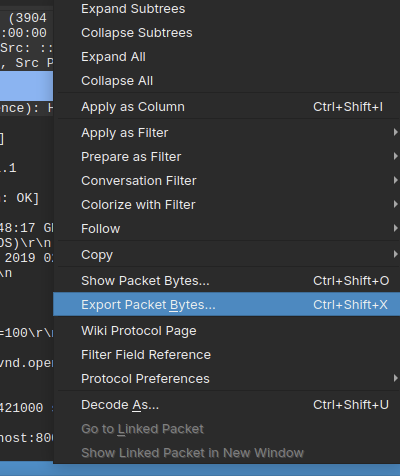 Expand Subtrees
(3904 Collapse Subtrees
:00:00
Src: :: Expand All
, Src P Collapse All
nce): H Apply as Column Ctrl+Shift+I
] Apply as Filter
Prepare as Filter
.1 Conversation Filter
: OK] Colorize with Filter
48:17 G Follow
OS)\r\n
2019 0 Copy
\n Show Packet Bytes... Ctrl+Shift+O
Export Packet Bytes... Ctrl+Shift+X
=100\r\n Wiki Protocol Page
vnd.open Filter Field Reference
Protocol Preferences
421000 Decode As... Ctrl+Shift+U
Go to Linked Packet
host:80 Show Linked Packet in New Window